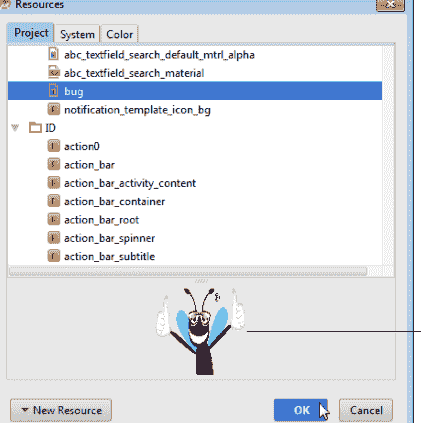 Resources
Project System Color
abc_textfield_search_default_mtrl_alpha
abc_textfield_search_material
bug
notification_template_icon_bg
ID
action0
action_bar
action_bar_activity_content
action_bar_container
action_bar_root
action_bar_spinner
action_bar_subtitle
New Resource OK Cancel